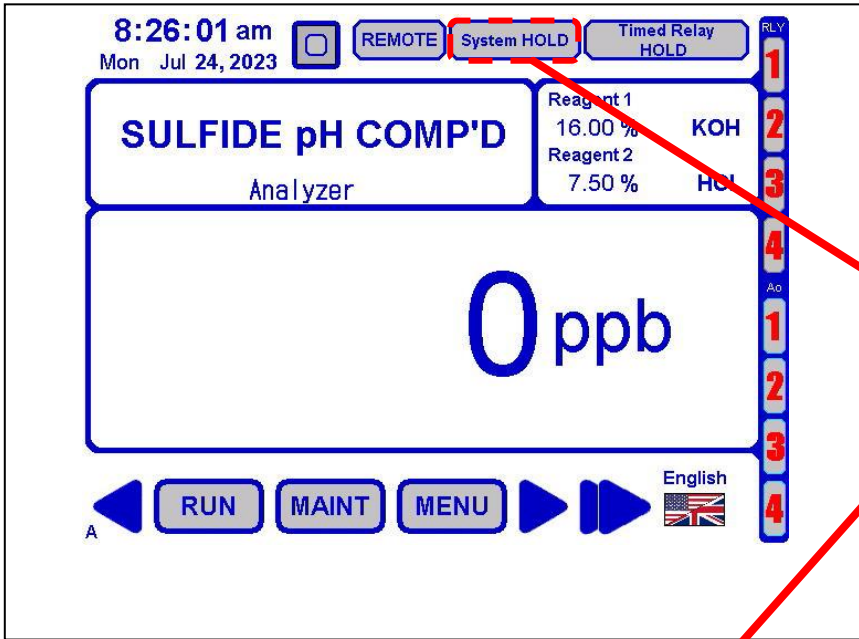 8:26:01 am
Mon Jul 24, 2023
REMOTE
System HOLD
Timed Relay
HOLD
RLY
1
2
3
4
SULFIDE pH COMP'D
Analyzer
Reagent 1
16.00 % KOH
Reagent 2
7.50 % HCl
0 ppb
Ao
1
2
3
4
A
RUN
MAINT
MENU
English